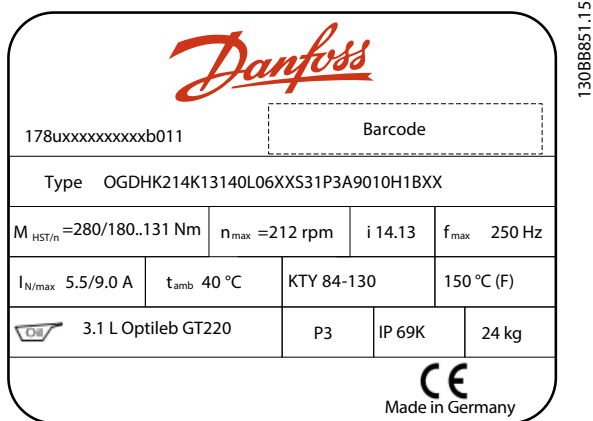 130BB851.15
Danfoss
178uxxxxxxxxxxb011 Barcode
Type OGDHK214K13140L06XXS31P3A9010H1BXX
M HST/n =280/180..131 Nm n max =212 rpm i 14.13 f max 250 Hz
I N/max 5.5/9.0 A t amb 40 °C KTY 84-130 150 °C (F)
Oil 3.1 L Optileb GT220 P3 IP 69K 24 kg
CE
Made in Germany